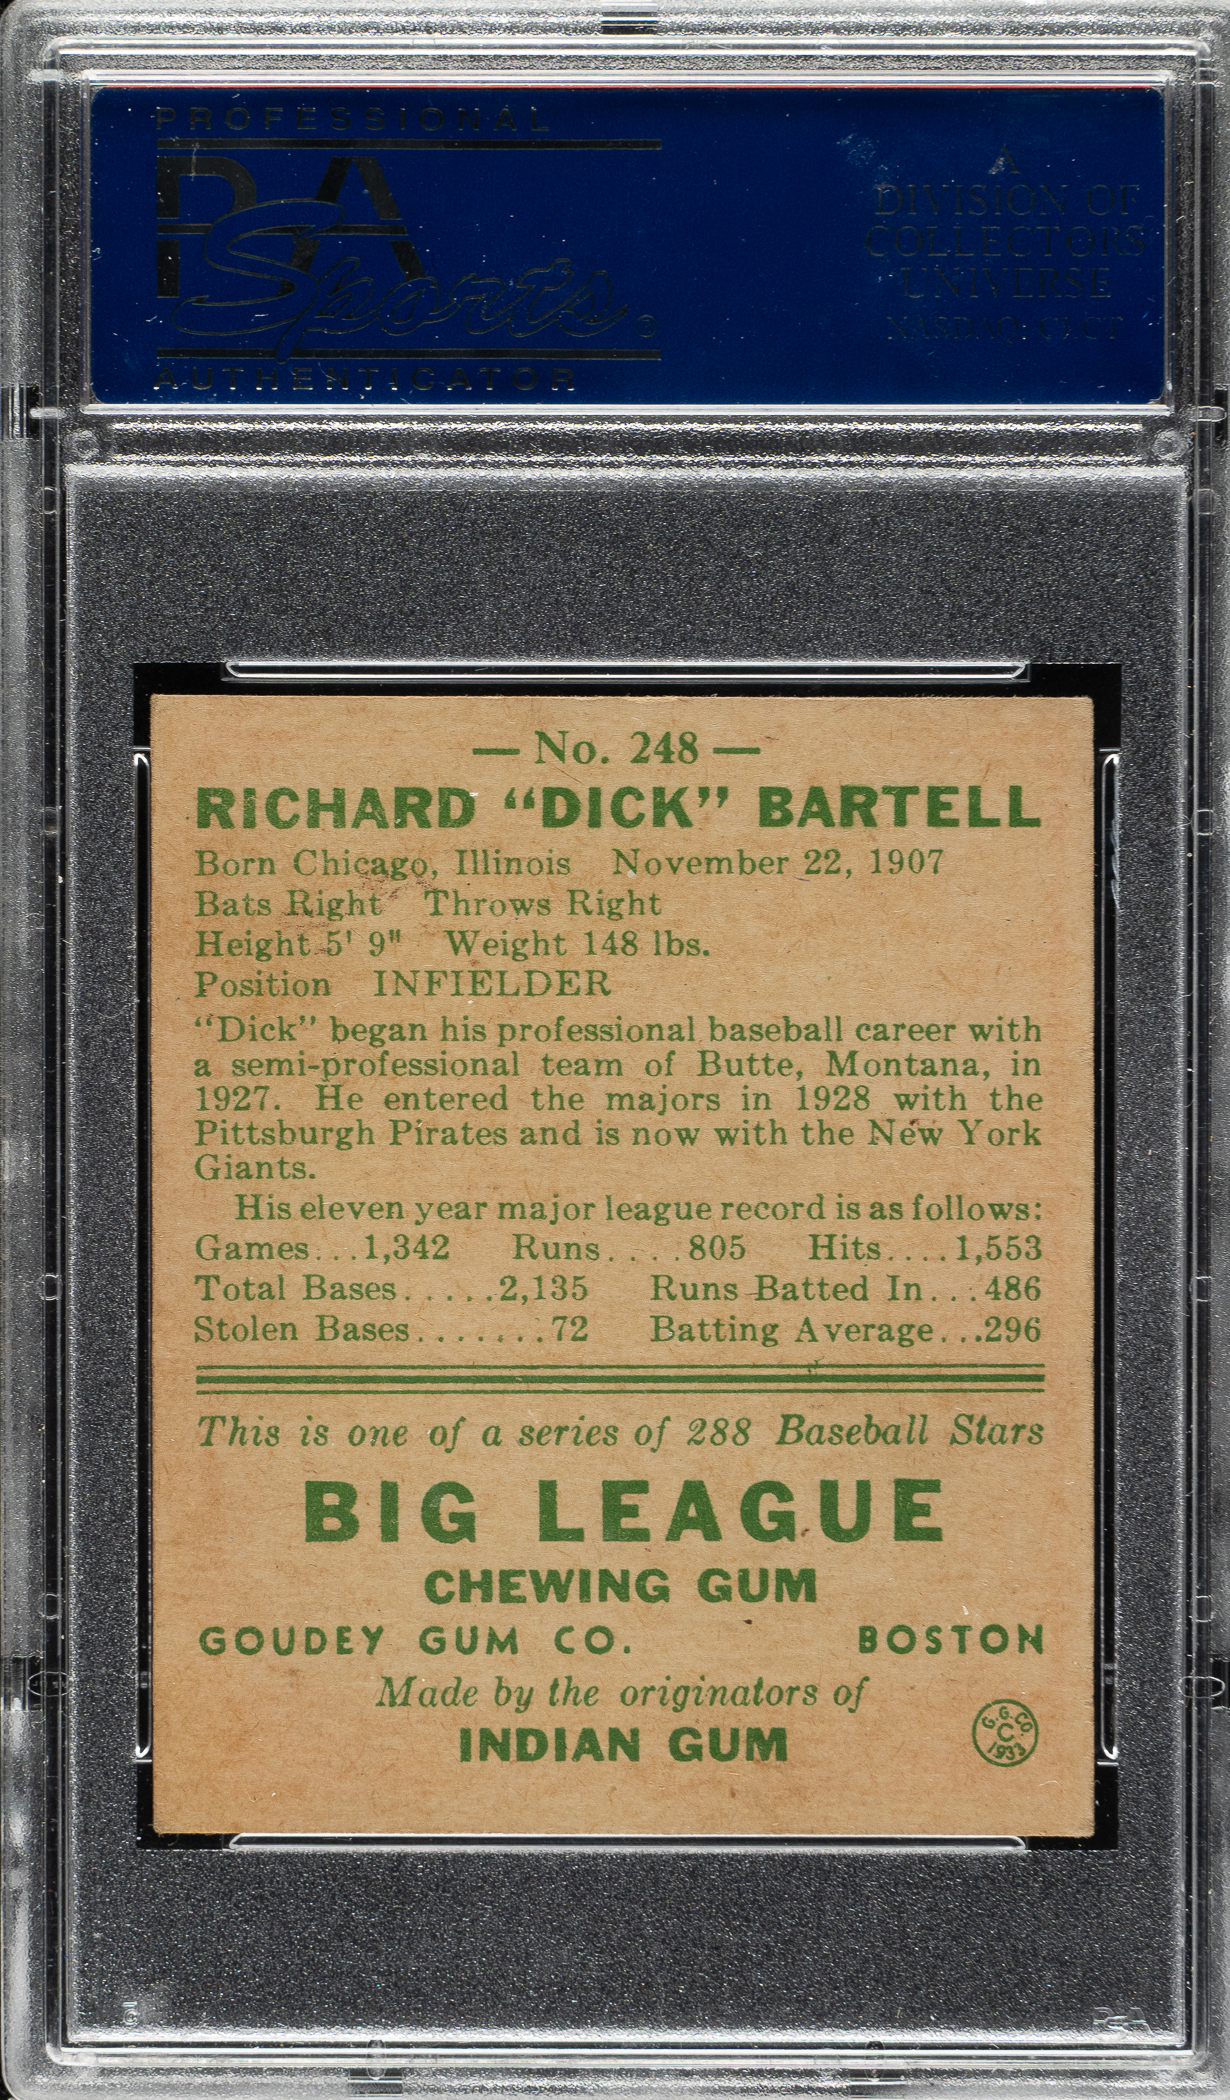 PROFESSIONAL
PSA
Sports
AUTHENTICATOR
A
DIVISION OF
COLLECTORS
UNIVERSE
NASDAQ: CLCT
— No. 248 —
RICHARD “DICK” BARTELL
Born Chicago, Illinois November 22, 1907
Bats Right Throws Right
Height 5' 9" Weight 148 lbs.
Position INFIELDER
“Dick” began his professional baseball career with
a semi-professional team of Butte, Montana, in
1927. He entered the majors in 1928 with the
Pittsburgh Pirates and is now with the New York
Giants.
His eleven year major league record is as follows:
Games...1,342 Runs.....805 Hits....1,553
Total Bases.....2,135 Runs Batted In...486
Stolen Bases.......72 Batting Average...296
This is one of a series of 288 Baseball Stars
BIG LEAGUE
CHEWING GUM
GOUDEY GUM CO. BOSTON
Made by the originators of
INDIAN GUM
G.G.CO.
C
1933
PSA